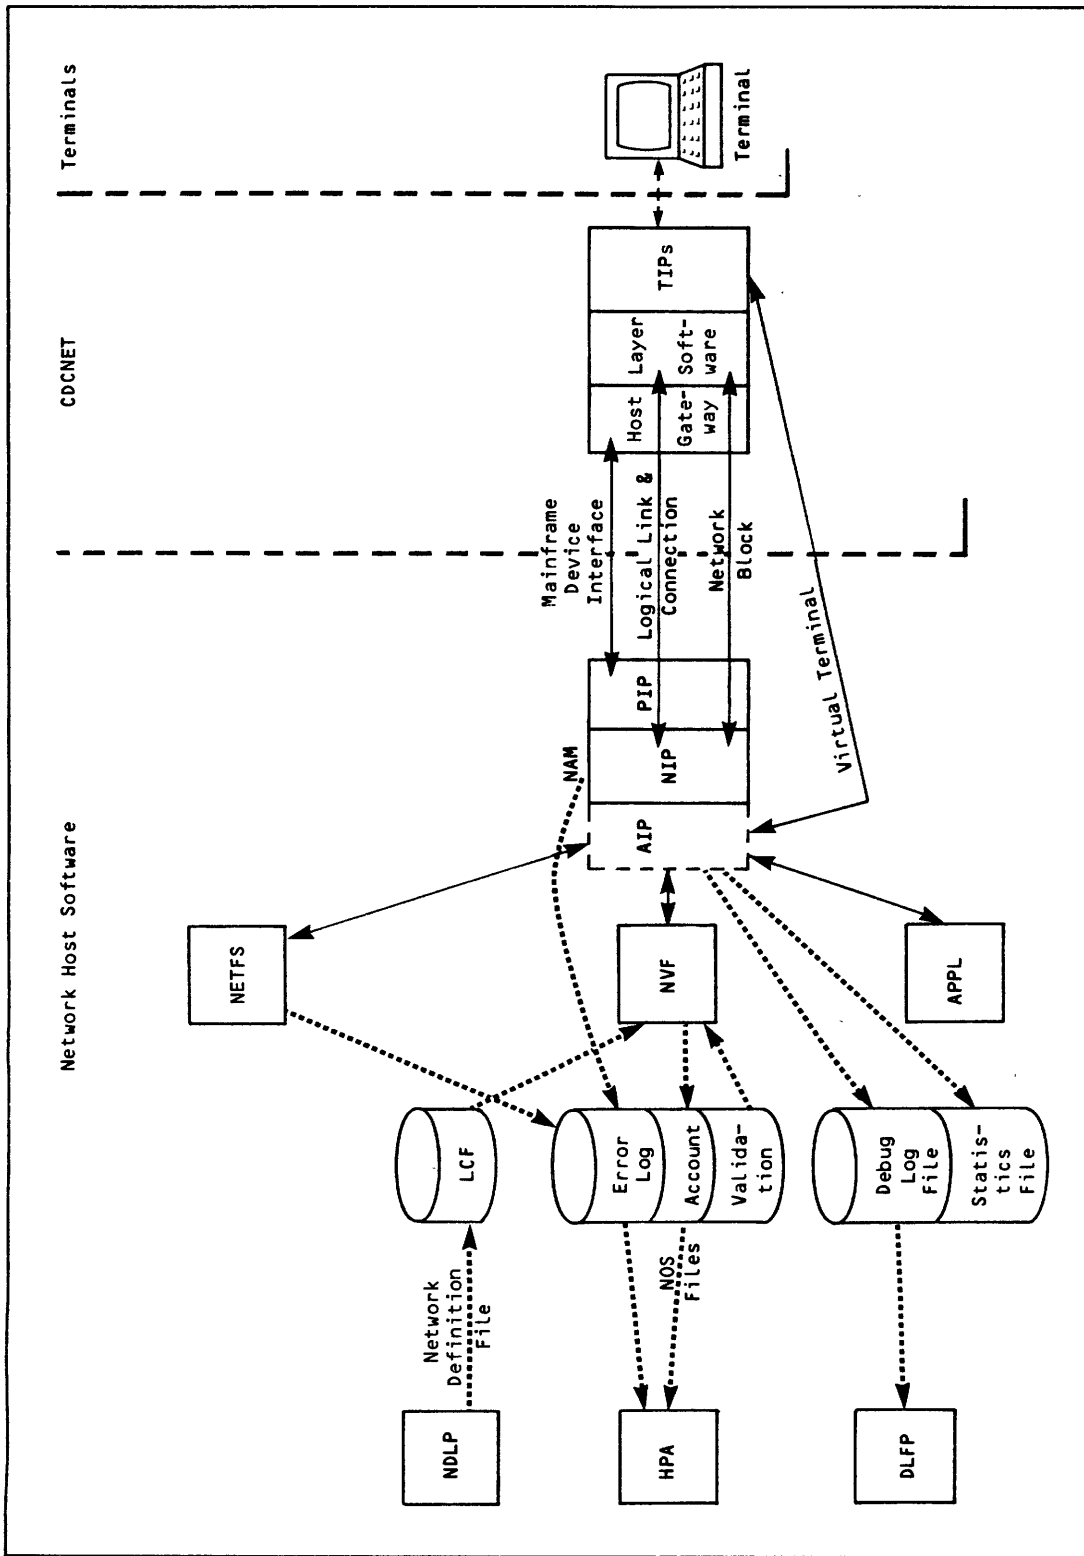 Network Host Software
CDCNET
Terminals
NETFS
NDLP
Network
Definition
File
LCF
NAM
Mainframe
Device
Interface
HPA
NOS
Files
Error
Log
Account
Valida-
tion
NVF
AIP
NIP
PIP
Logical Link &
Connection
Network
Block
Host
Gate-
way
Layer
Soft-
ware
TIPs
Terminal
Virtual Terminal
DLFP
Debug
Log
File
Statis-
tics
File
APPL